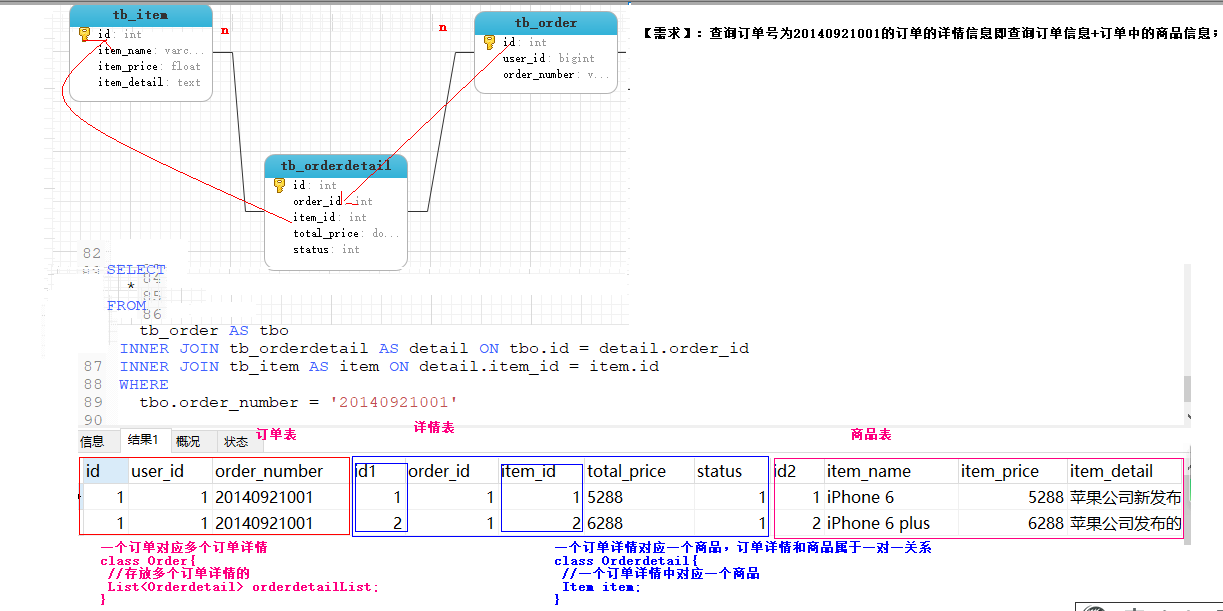 tb_item
id: int
item_name: varc...
item_price: float
item_detail: text
n
n
tb_order
id: int
user_id: bigint
order_number: v...
【需求】：查询订单号为20140921001的订单的详情信息即查询订单信息+订单中的商品信息；
tb_orderdetail
id: int
order_id: int
item_id: int
total_price: do...
status: int
82
SELECT
84
*
85
FROM
86
tb_order AS tbo
INNER JOIN tb_orderdetail AS detail ON tbo.id = detail.order_id
87 INNER JOIN tb_item AS item ON detail.item_id = item.id
88 WHERE
89 tbo.order_number = '20140921001'
90
信息 结果1 概况 状态 订单表 详情表 商品表
id user_id order_number id1 order_id item_id total_price status id2 item_name item_price item_detail
1 1 20140921001 1 1 1 5288 1 1 iPhone 6 5288 苹果公司新发布
1 1 20140921001 2 1 2 6288 1 2 iPhone 6 plus 6288 苹果公司发布的
一个订单对应多个订单详情
class Order{
//存放多个订单详情的
List<Orderdetail> orderdetailList;
}
一个订单详情对应一个商品，订单详情和商品属于一对一关系
class Orderdetail{
//一个订单详情中对应一个商品
Item item;
}